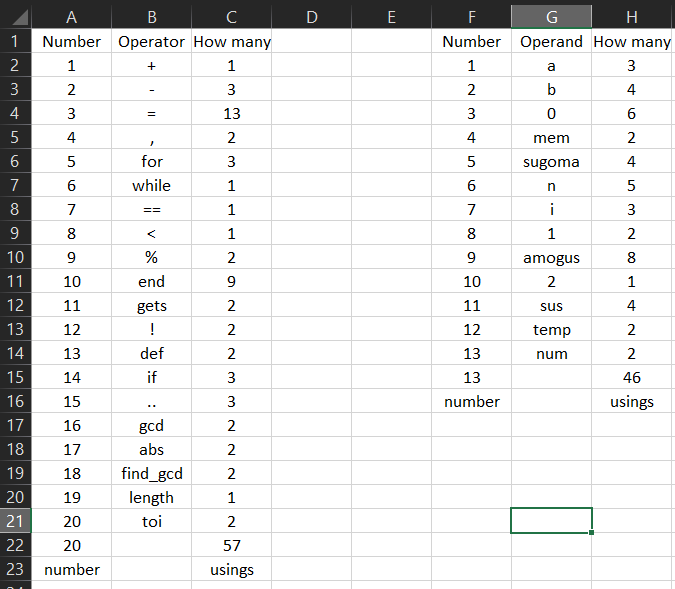 A B C D E F G H
1 Number Operator How many Number Operand How many
2 1 + 1 1 a 3
3 2 - 3 2 b 4
4 3 = 13 3 0 6
5 4 , 2 4 mem 2
6 5 for 3 5 sugoma 4
7 6 while 1 6 n 5
8 7 == 1 7 i 3
9 8 < 1 8 1 2
10 9 % 2 9 amogus 8
11 10 end 9 10 2 1
12 11 gets 2 11 sus 4
13 12 ! 2 12 temp 2
14 13 def 2 13 num 2
15 14 if 3 13 46
16 15 .. 3 number usings
17 16 gcd 2
18 17 abs 2
19 18 find_gcd 2
20 19 length 1
21 20 toi 2
22 20 57
23 number usings